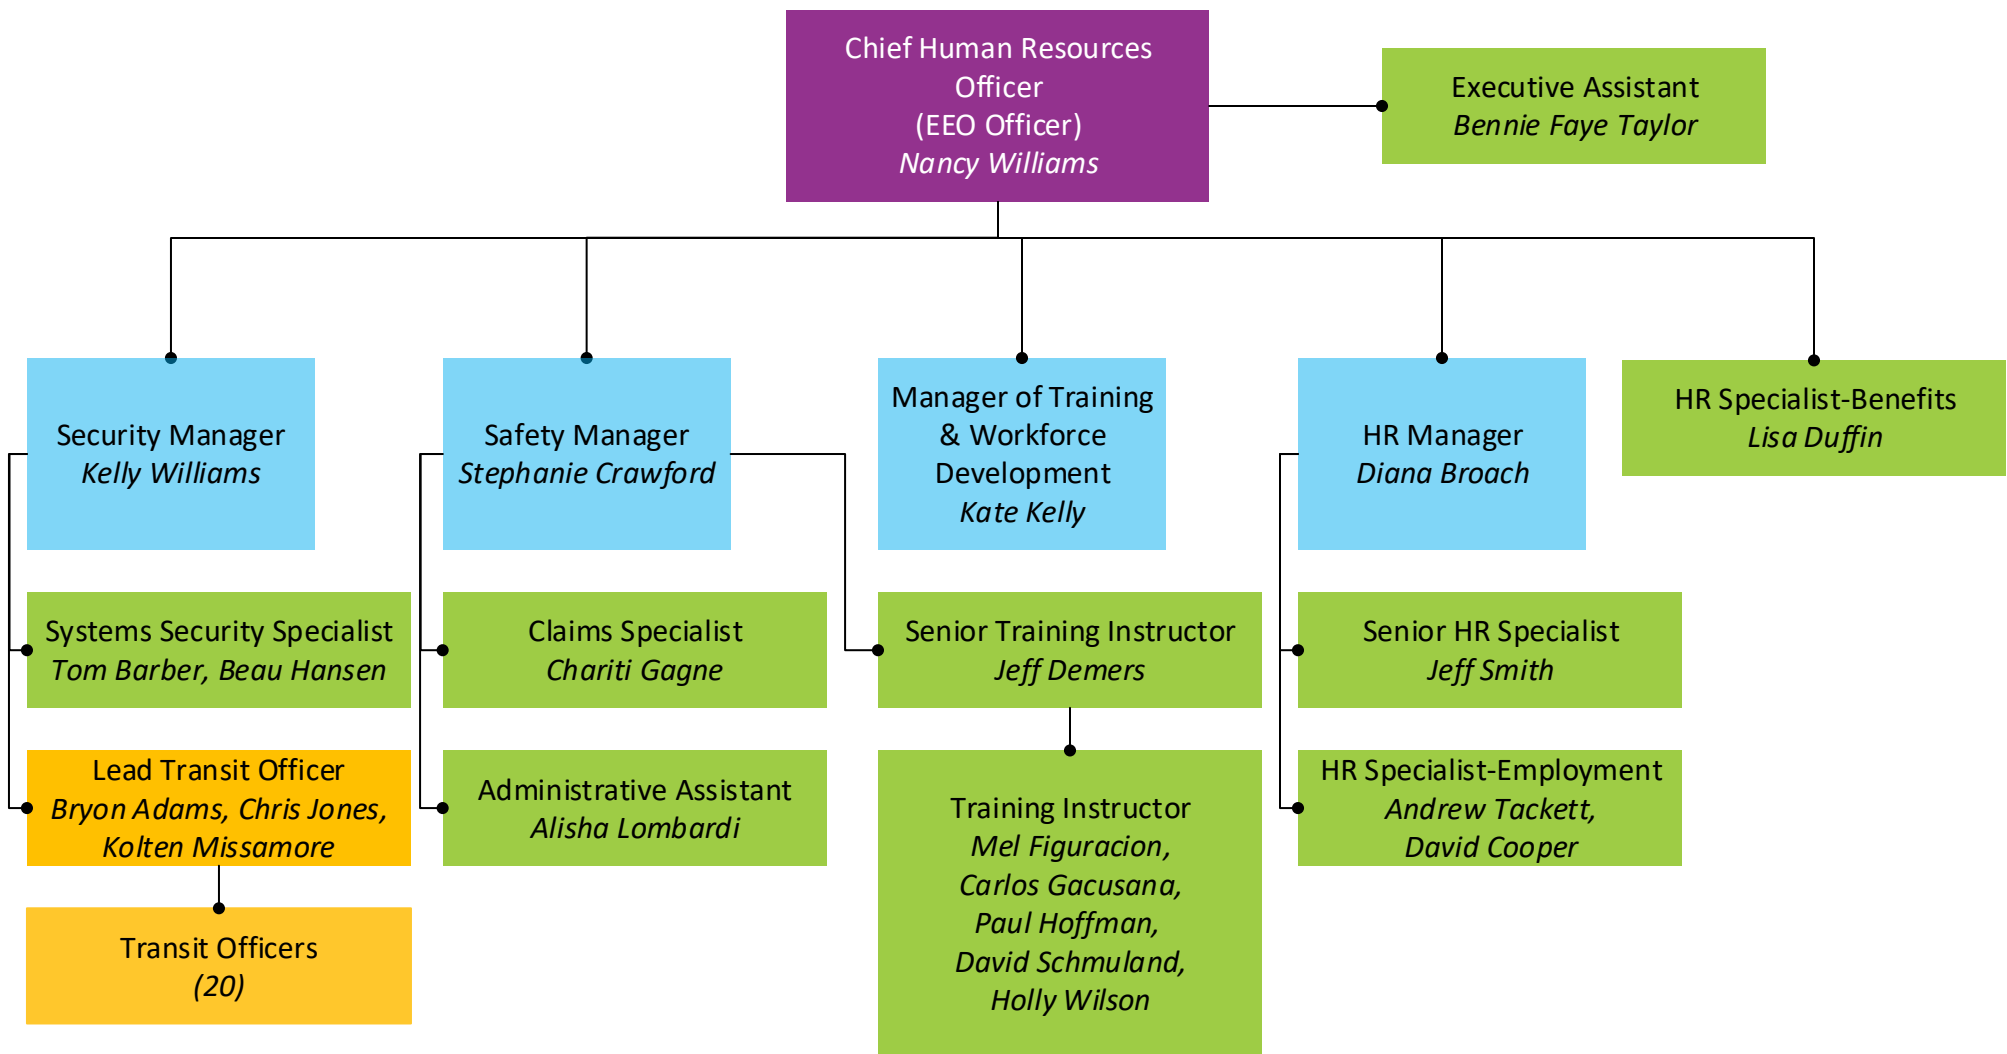 Chief Human Resources
Officer
(EEO Officer)
Nancy Williams
Executive Assistant
Bennie Faye Taylor
Security Manager
Kelly Williams
Safety Manager
Stephanie Crawford
Manager of Training
& Workforce
Development
Kate Kelly
HR Manager
Diana Broach
HR Specialist-Benefits
Lisa Duffin
Systems Security Specialist
Tom Barber, Beau Hansen
Claims Specialist
Chariti Gagne
Senior Training Instructor
Jeff Demers
Senior HR Specialist
Jeff Smith
Lead Transit Officer
Bryon Adams, Chris Jones,
Kolten Missamore
Administrative Assistant
Alisha Lombardi
Training Instructor
Mel Figuracion,
Carlos Gacusana,
Paul Hoffman,
David Schmuland,
Holly Wilson
HR Specialist-Employment
Andrew Tackett,
David Cooper
Transit Officers
(20)